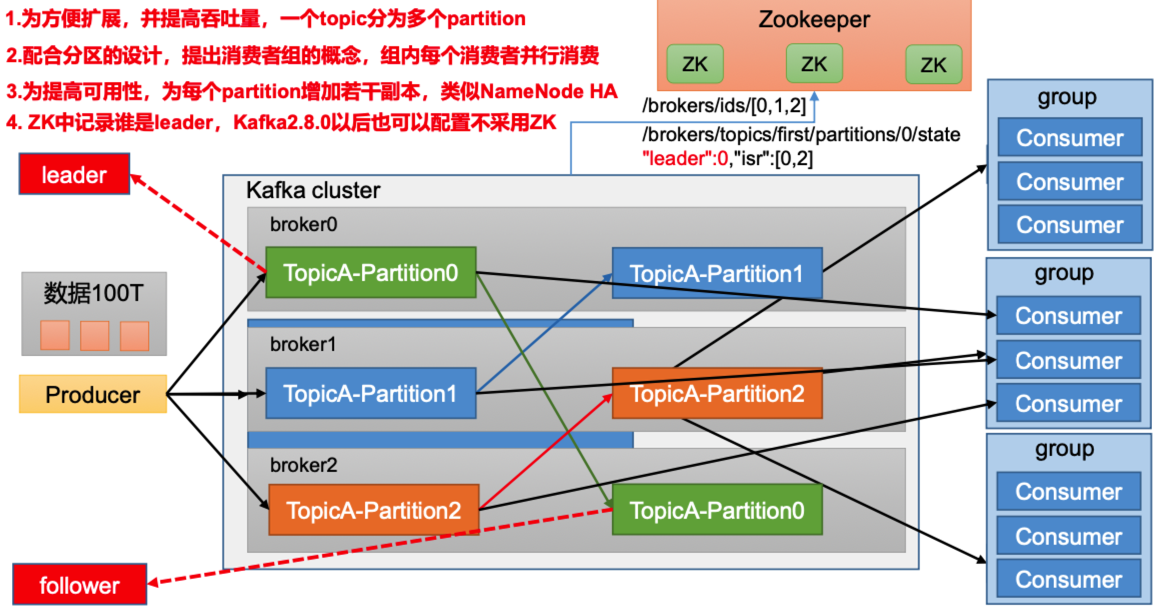 1.为方便扩展，并提高吞吐量，一个topic分为多个partition
2.配合分区的设计，提出消费者组的概念，组内每个消费者并行消费
3.为提高可用性，为每个partition增加若干副本，类似NameNode HA
4. ZK中记录谁是leader，Kafka2.8.0以后也可以配置不采用ZK
Zookeeper
ZK
ZK
ZK
/brokers/ids/[0,1,2]
/brokers/topics/first/partitions/0/state
"leader":0,"isr":[0,2]
leader
数据100T
Producer
follower
Kafka cluster
broker0
TopicA-Partition0
TopicA-Partition1
broker1
TopicA-Partition1
TopicA-Partition2
broker2
TopicA-Partition2
TopicA-Partition0
group
Consumer
Consumer
Consumer
group
Consumer
Consumer
Consumer
group
Consumer
Consumer
Consumer